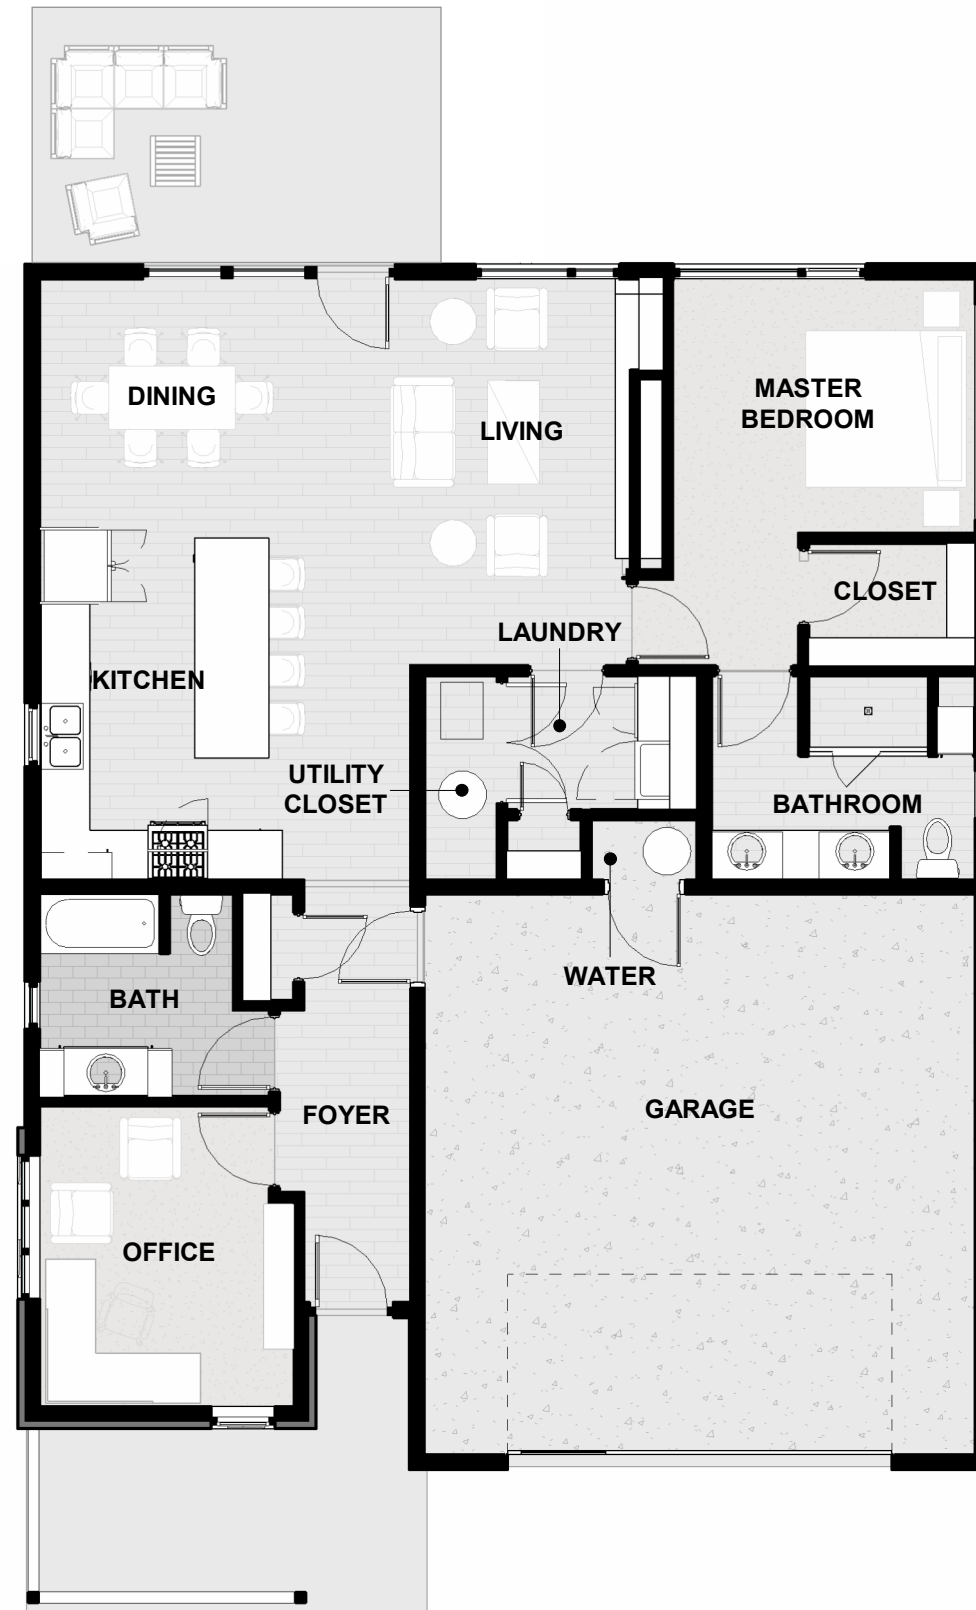 DINING
LIVING
MASTER
BEDROOM
CLOSET
LAUNDRY
KITCHEN
UTILITY
CLOSET
BATHROOM
WATER
BATH
FOYER
GARAGE
OFFICE